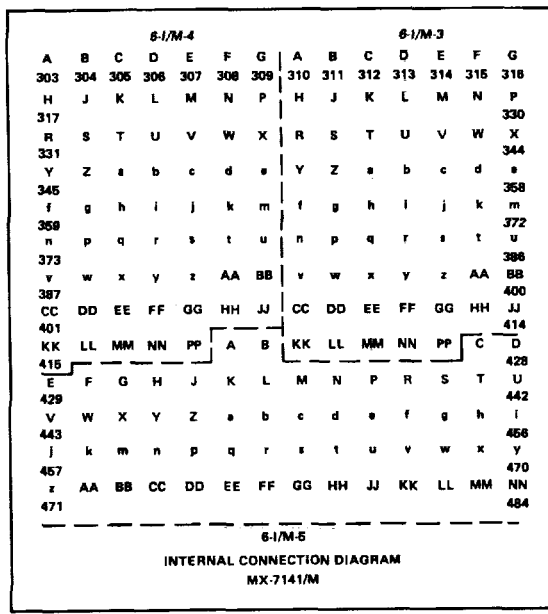 6-I/M-4 6-I/M-3
A B C D E F G A B C D E F G
303 304 305 306 307 308 309 310 311 312 313 314 315 316
H J K L M N P H J K L M N P
317 330
R S T U V W X R S T U V W X
331 344
Y Z a b c d e Y Z a b c d e
345 358
f g h i j k m f g h i j k m
359 372
n p q r s t u n p q r s t u
373 386
v w x y z AA BB v w x y z AA BB
387 400
CC DD EE FF GG HH JJ CC DD EE FF GG HH JJ
401 414
KK LL MM NN PP A B KK LL MM NN PP C D
415 428
E F G H J K L M N P R S T U
429 442
V W X Y Z a b c d e f g h i
443 456
j k m n p q r s t u v w x y
457 470
z AA BB CC DD EE FF GG HH JJ KK LL MM NN
471 484
6-I/M-5
INTERNAL CONNECTION DIAGRAM
MX-7141/M